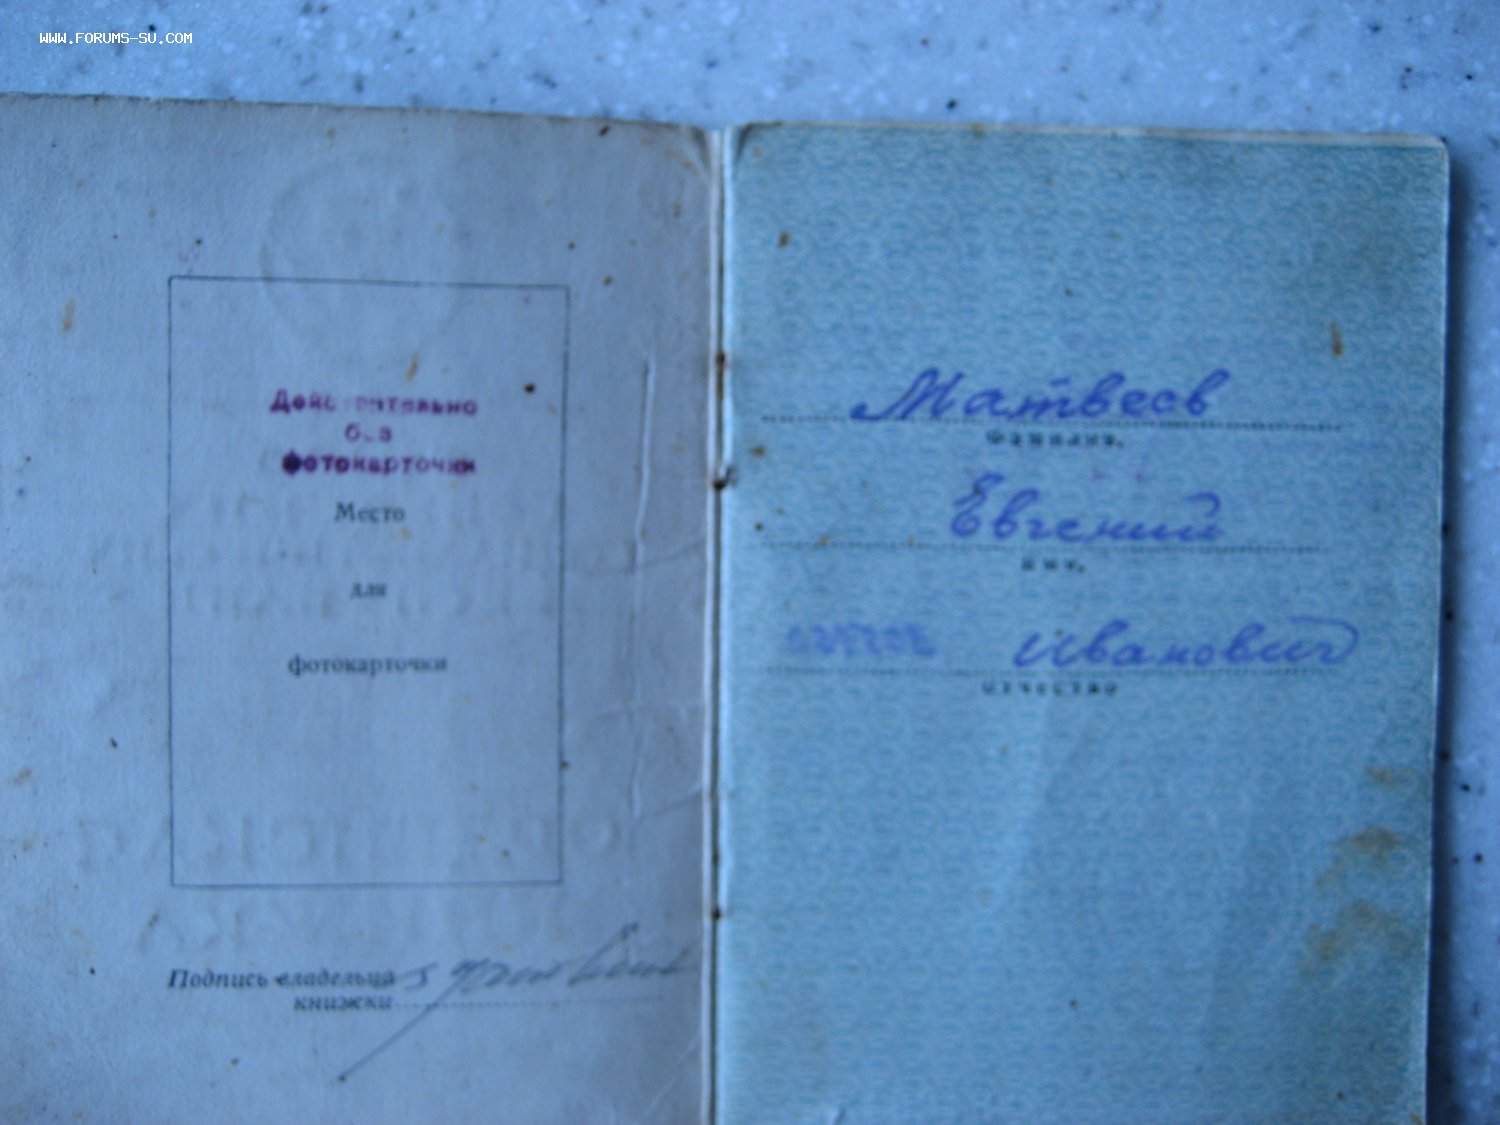 WWW.FORUMS-SU.COM
Действительно
без
фотокарточки
Место
для
фотокарточки
Подпись владельца
книжки
Матвеев
Фамилия.
Евгений
имя.
Иванович
отчество